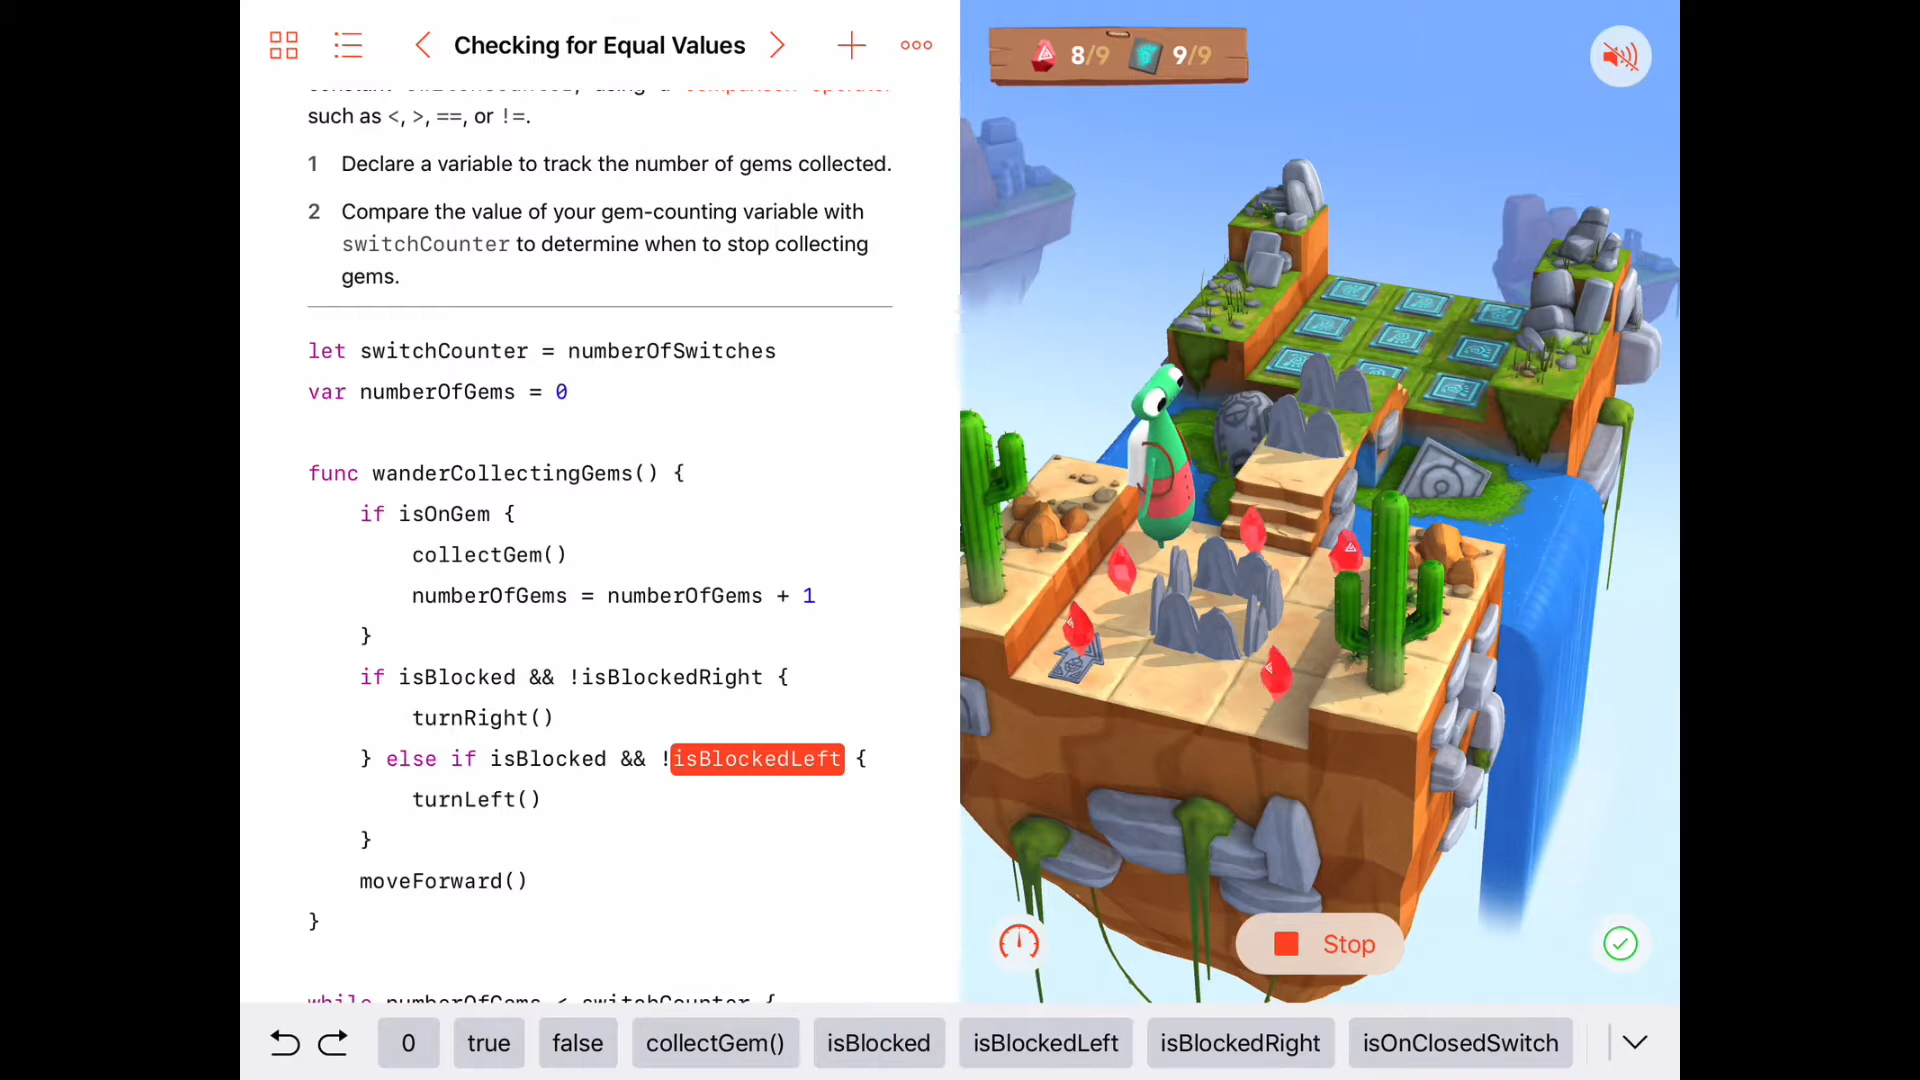 Checking for Equal Values
such as <, >, ==, or !=.
1 Declare a variable to track the number of gems collected.
2 Compare the value of your gem-counting variable with
switchCounter to determine when to stop collecting
gems.
let switchCounter = numberOfSwitches
var numberOfGems = 0
func wanderCollectingGems() {
if isOnGem {
collectGem()
numberOfGems = numberOfGems + 1
}
if isBlocked && !isBlockedRight {
turnRight()
} else if isBlocked && !isBlockedLeft {
turnLeft()
}
moveForward()
}
while numberOfGems < switchCounter {
0 true false collectGem() isBlocked isBlockedLeft isBlockedRight isOnClosedSwitch
8/9 9/9
Stop